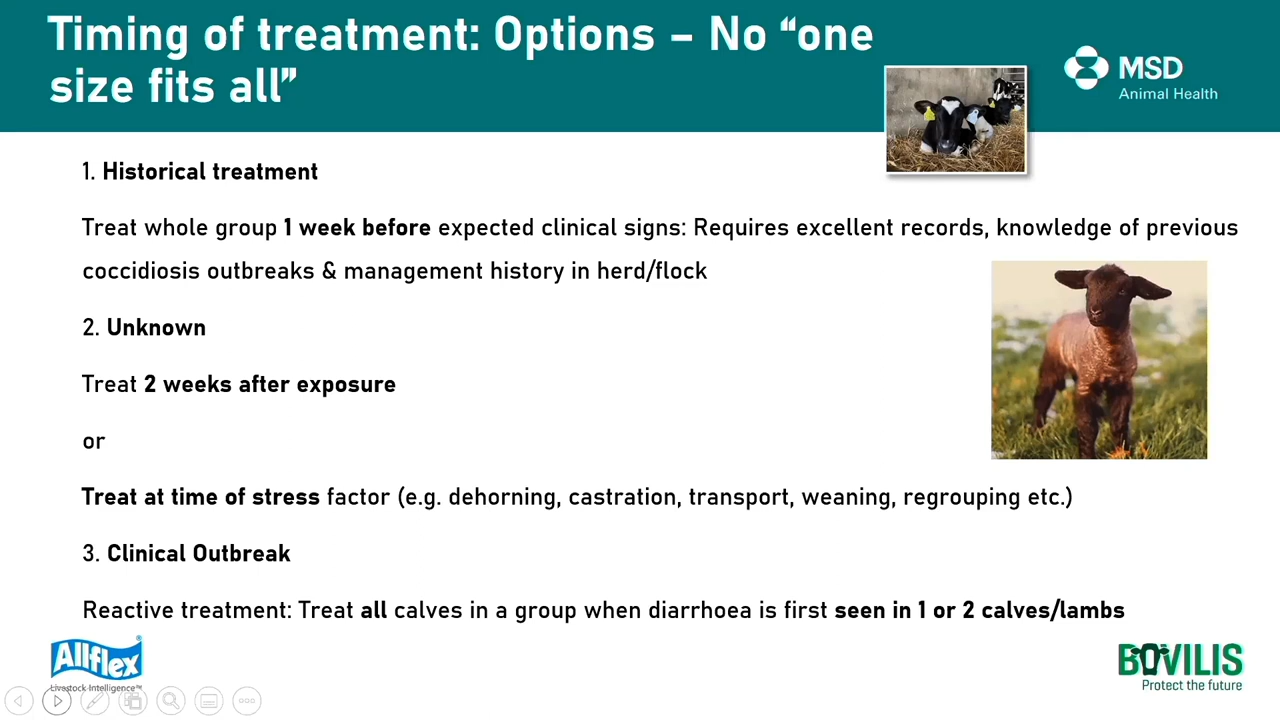 Timing of treatment: Options – No “one
size fits all”
MSD
Animal Health
1. Historical treatment
Treat whole group 1 week before expected clinical signs: Requires excellent records, knowledge of previous
coccidiosis outbreaks & management history in herd/flock
2. Unknown
Treat 2 weeks after exposure
or
Treat at time of stress factor (e.g. dehorning, castration, transport, weaning, regrouping etc.)
3. Clinical Outbreak
Reactive treatment: Treat all calves in a group when diarrhoea is first seen in 1 or 2 calves/lambs
Allflex®
Livestock Intelligence™
BOVILIS
Protect the future